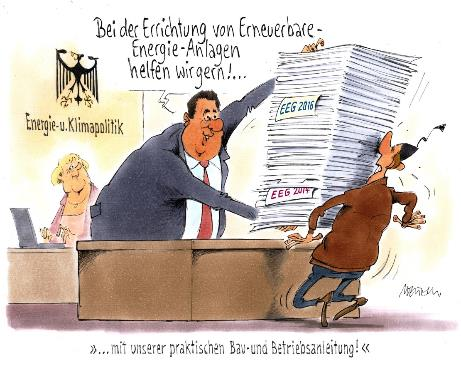 Bei der Errichtung von Erneuerbare-
Energie-Anlagen
helfen wir gern!...
Energie-u. Klimapolitik
EEG 2016
EEG 2014
»...mit unserer praktischen Bau- und Betriebsanleitung!«